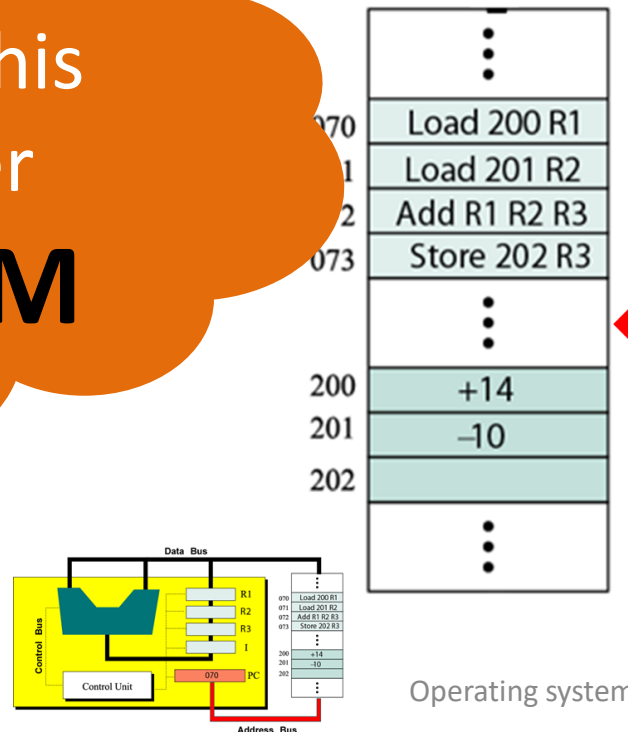 his
er
M
070
Load 200 R1
1
Load 201 R2
2
Add R1 R2 R3
073
Store 202 R3
200
+14
201
–10
202
Data Bus
R1
R2
R3
I
Control Bus
Control Unit
070
PC
Address Bus
070 Load 200 R1
071 Load 201 R2
072 Add R1 R2 R3
073 Store 202 R3
200 +14
201 -10
202
Operating system